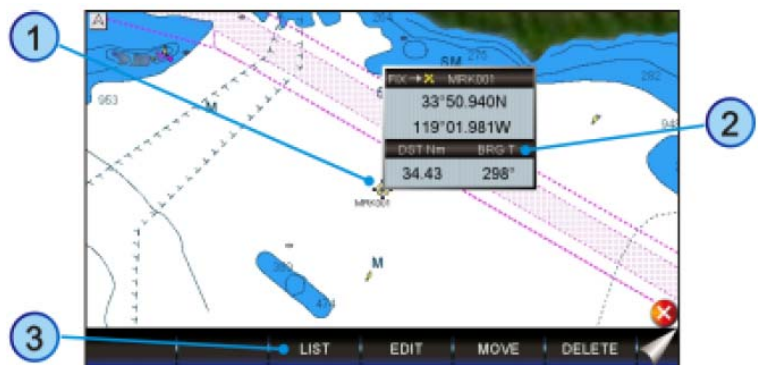 1
A
264
SM 276
FIX → MRK001
33°50.940N
119°01.981W
DST Nm BRG T
34.43 298°
2
292
953
M
MRK001
M
474
3
LIST EDIT MOVE DELETE